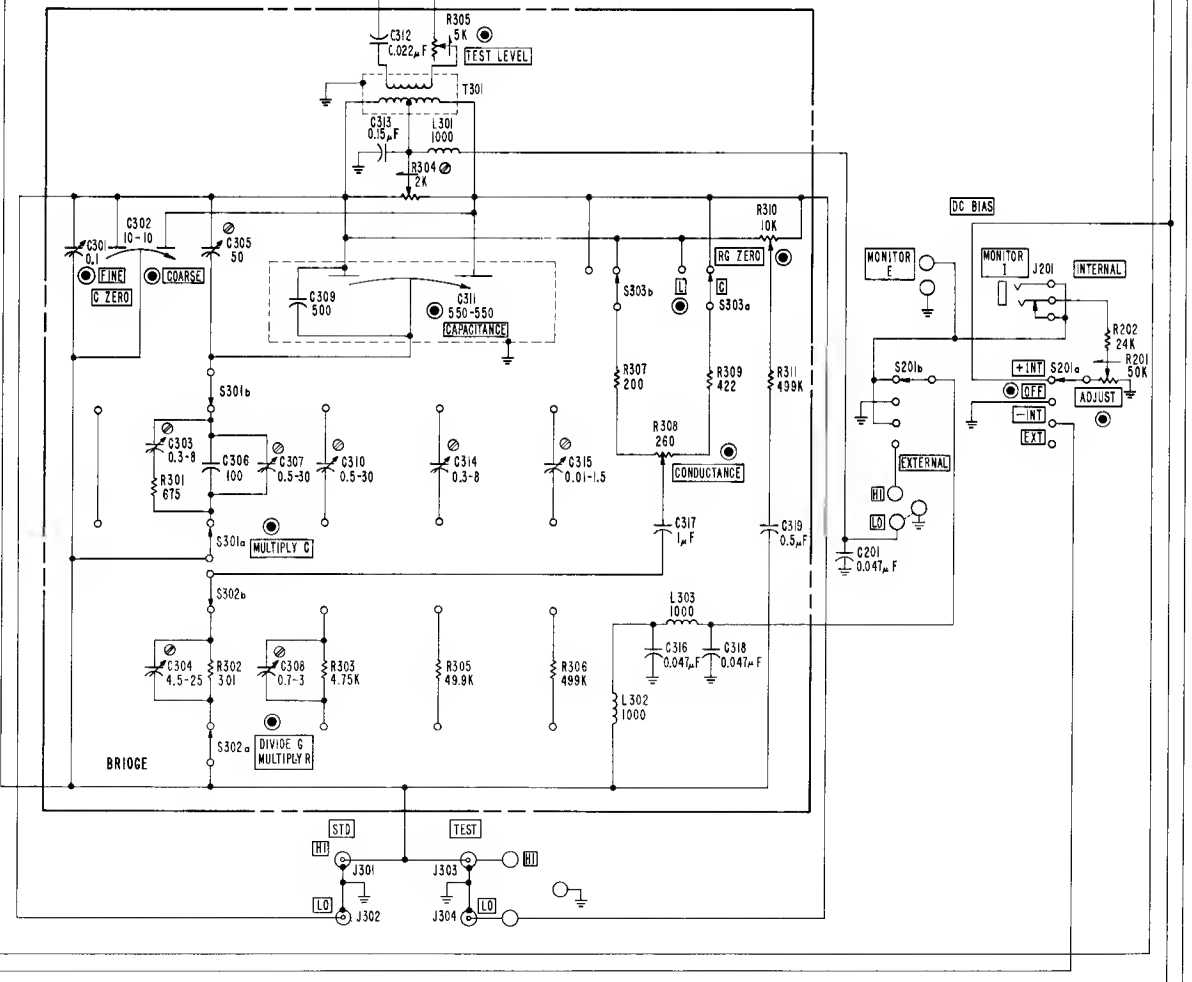 R305
5K
TEST LEVEL
C312
0.022μF
T301
C313
0.15μF
L301
1000
R304
2K
C301
0.1
C302
10-10
C305
50
FINE
COARSE
C ZERO
C309
500
C311
550-550
CAPACITANCE
R310
10K
RG ZERO
S303b
L
C
S303a
DC BIAS
MONITOR
E
MONITOR
I
J201
INTERNAL
R202
24K
R201
50K
S201b
+INT
S201a
OFF
ADJUST
-INT
EXT
EXTERNAL
HI
LO
C201
0.047μF
S301b
R307
200
R309
422
R311
499K
C303
0.3-8
R301
675
C306
100
C307
0.5-30
C310
0.5-30
C314
0.3-8
C315
0.01-1.5
R308
260
CONDUCTANCE
S301a
MULTIPLY C
C317
1μF
C319
0.5μF
S302b
L303
1000
C316
0.047μF
C318
0.047μF
C304
4.5-25
R302
301
C308
0.7-3
R303
4.75K
R305
49.9K
R306
499K
L302
1000
S302a
DIVIDE G
MULTIPLY R
BRIOGE
STD
TEST
HI
J301
J303
HI
LO
J302
J304
LO